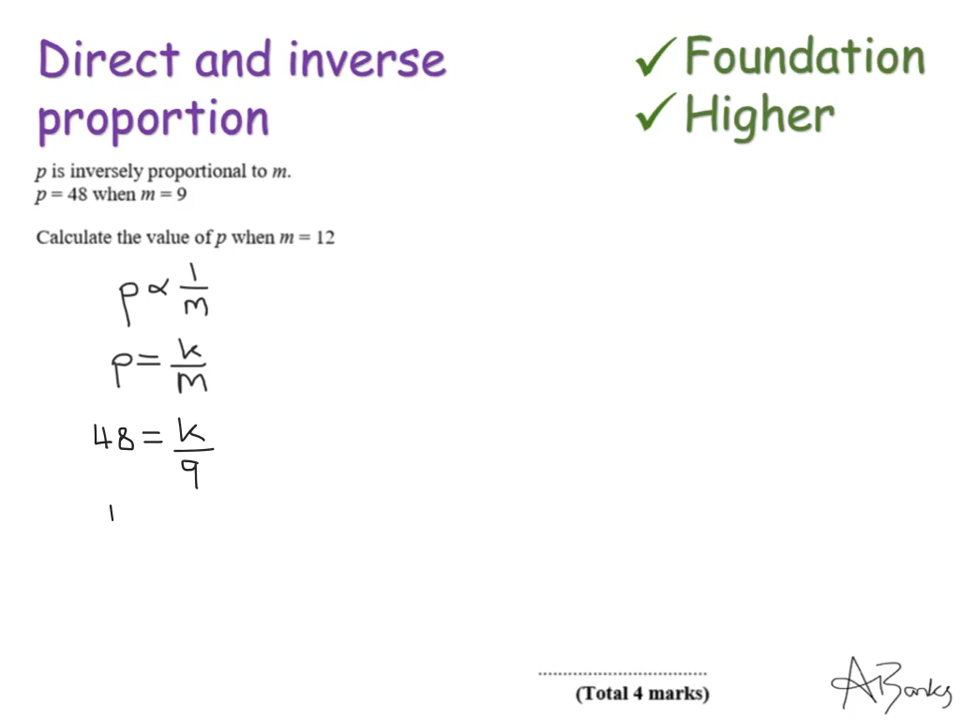 Direct and inverse
proportion
✓ Foundation
✓ Higher
p is inversely proportional to m.
p = 48 when m = 9
Calculate the value of p when m = 12
p ∝ 1/m
p = k/m
48 = k/9
(Total 4 marks)
A Banks